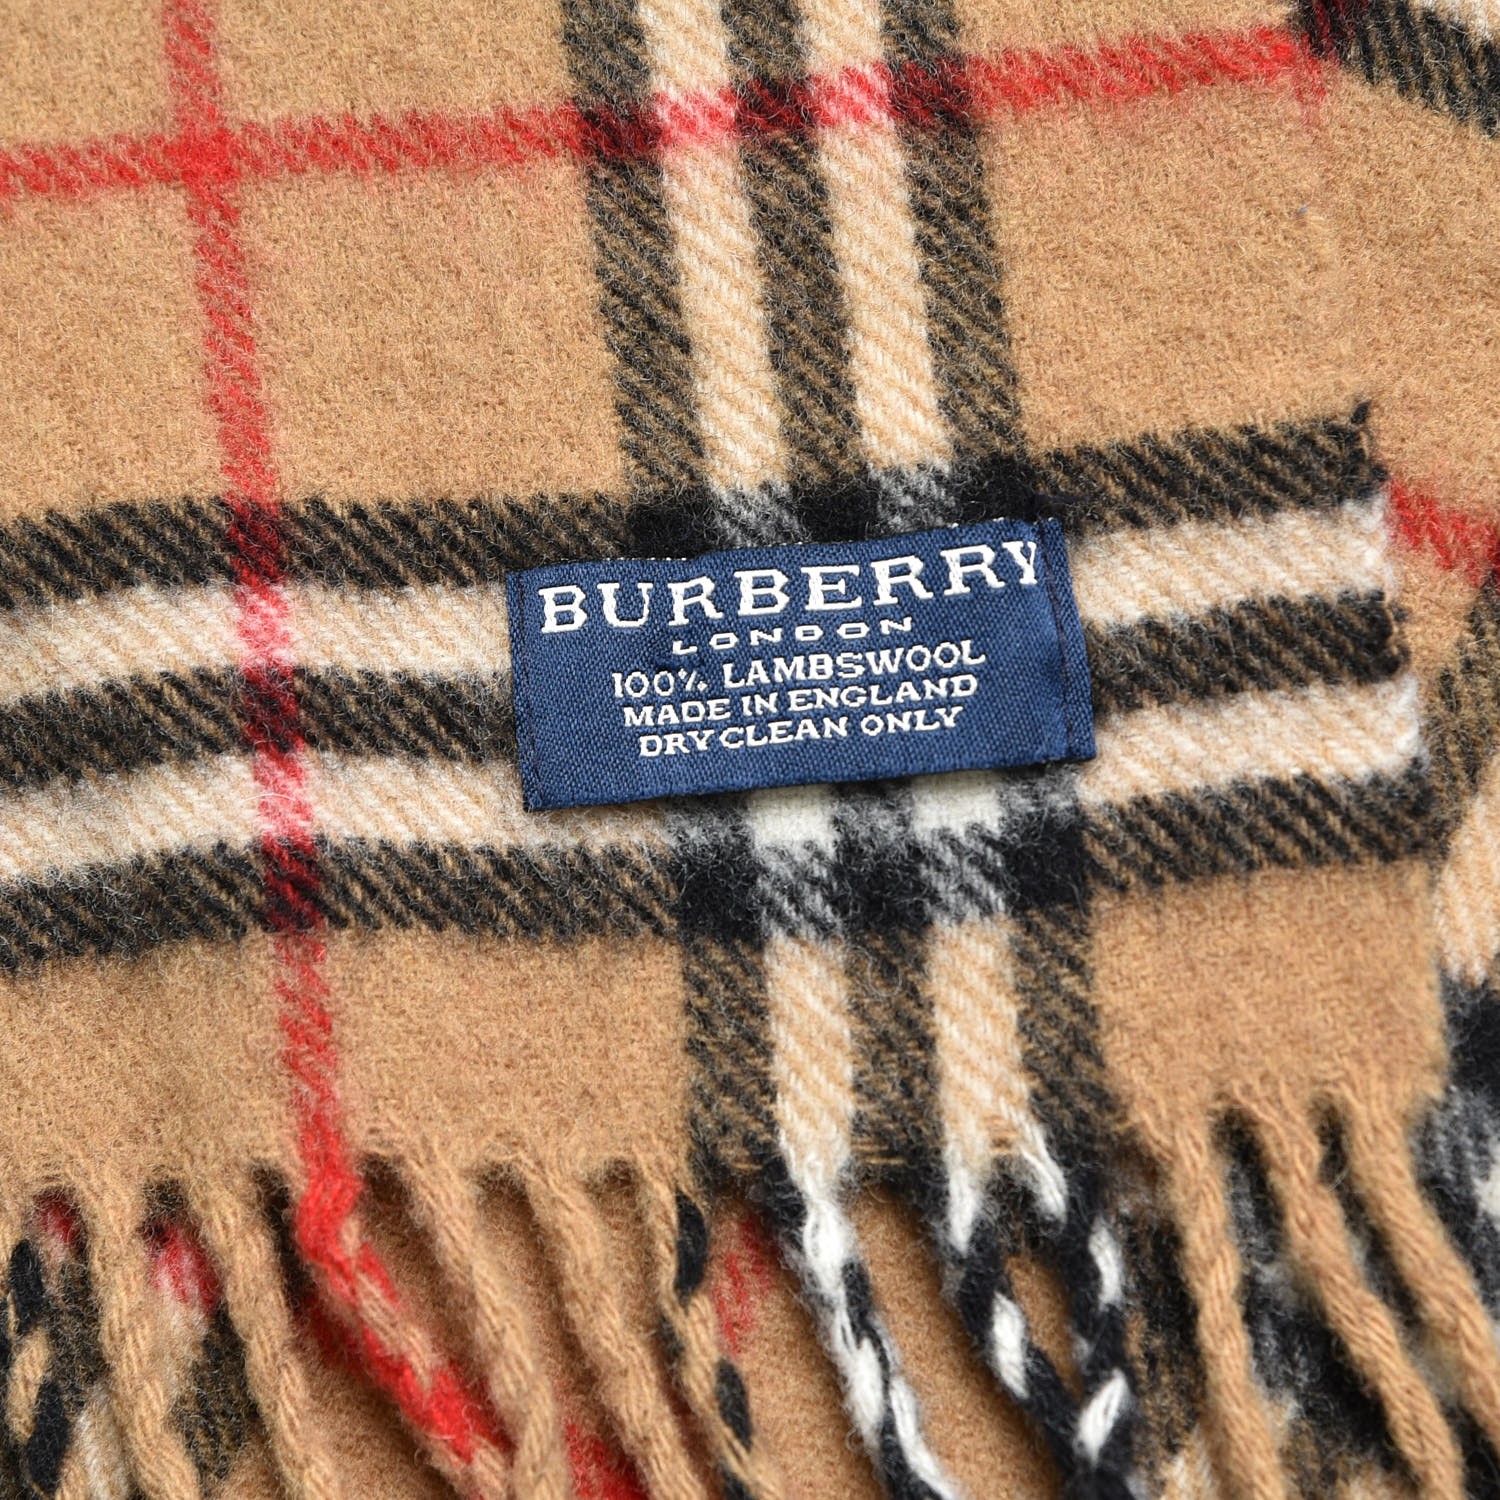 BURBERRY
LONDON
100% LAMBSWOOL
MADE IN ENGLAND
DRY CLEAN ONLY